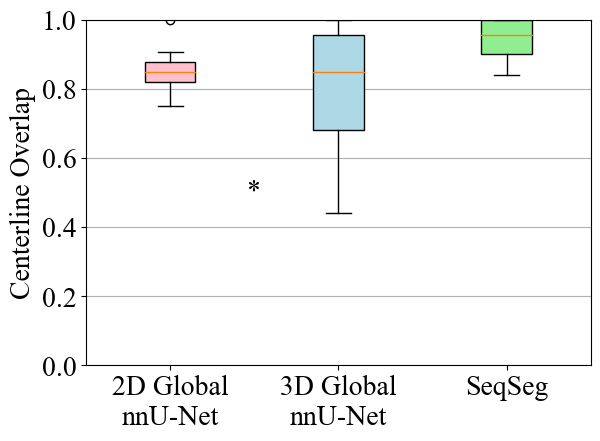 Centerline Overlap
1.0
0.8
0.6
0.4
0.2
0.0
*
2D Global
nnU-Net
3D Global
nnU-Net
SeqSeg